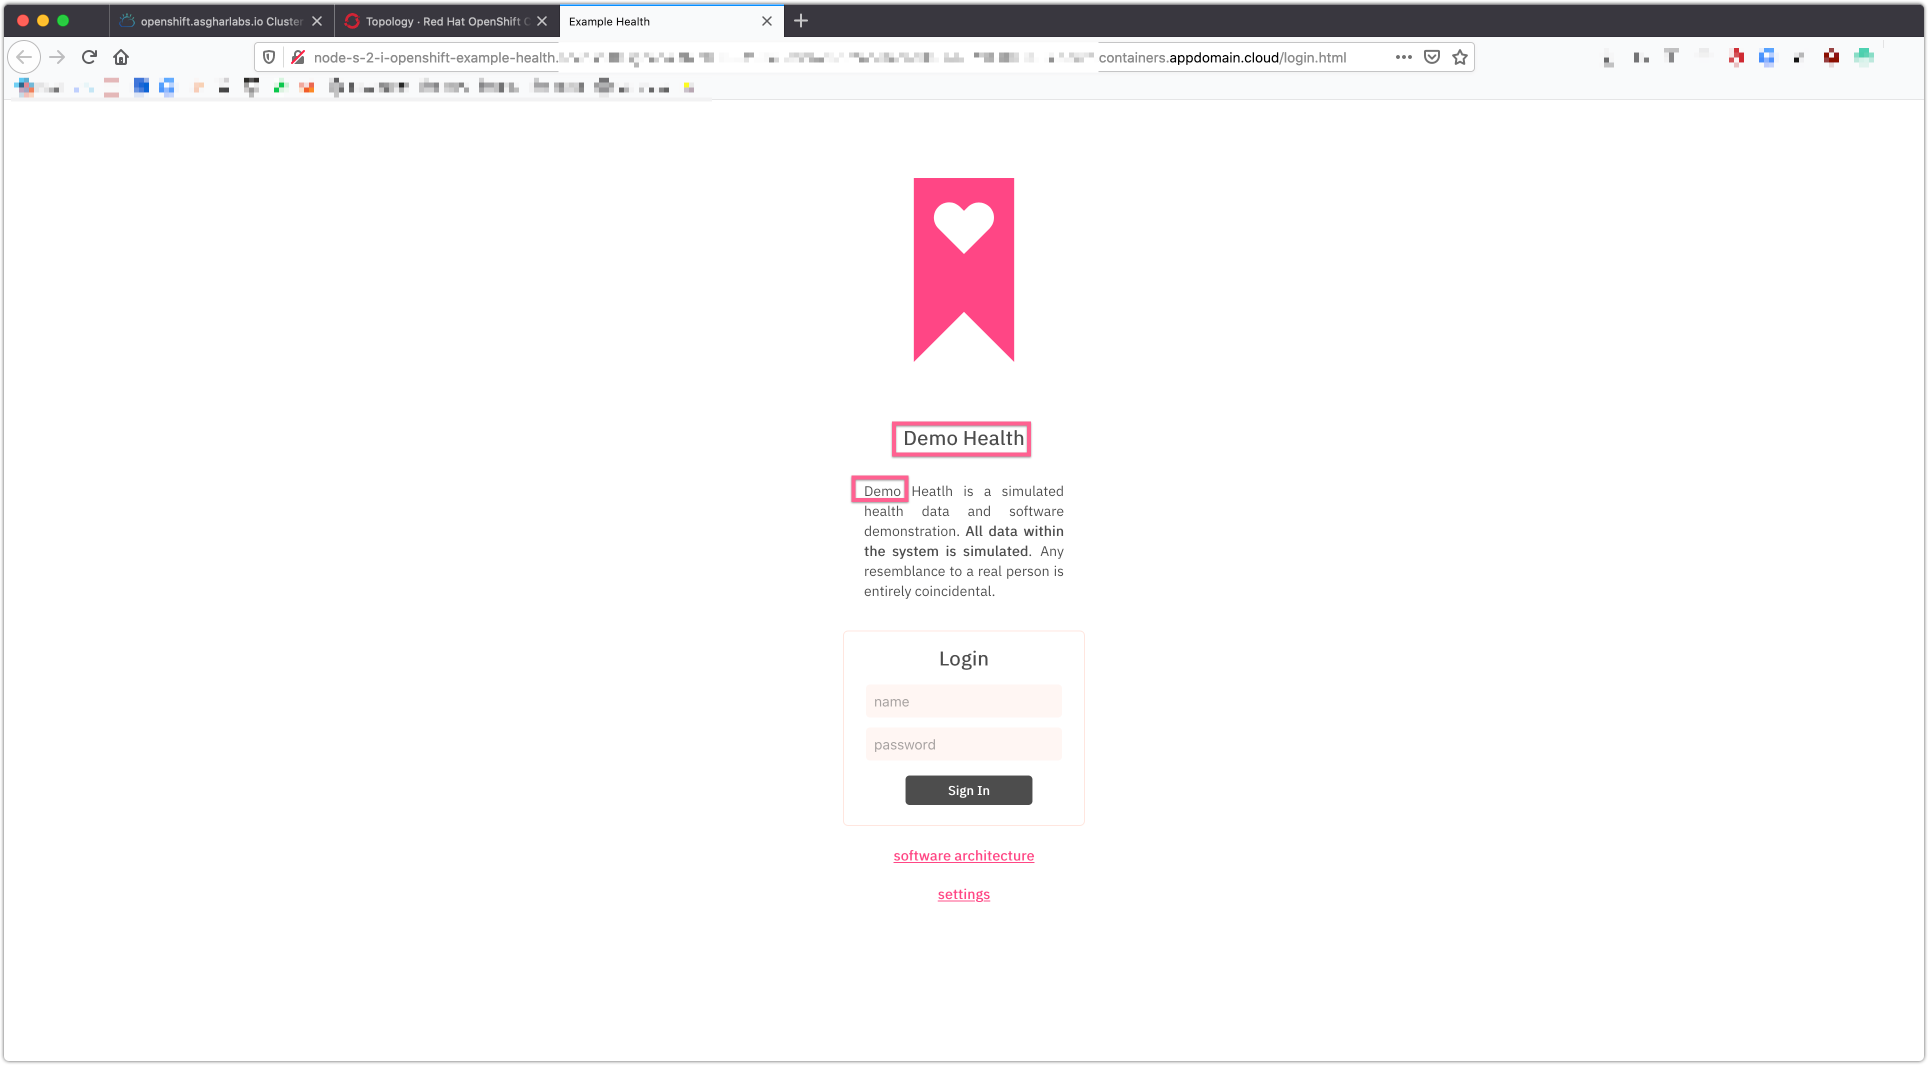 openshift.asgharlabs.io Cluster
Topology · Red Hat OpenShift C
Example Health
node-s-2-i-openshift-example-health.
containers.appdomain.cloud/login.html
Demo Health
Demo Heatlh is a simulated
health data and software
demonstration. All data within
the system is simulated. Any
resemblance to a real person is
entirely coincidental.
Login
name
password
Sign In
software architecture
settings